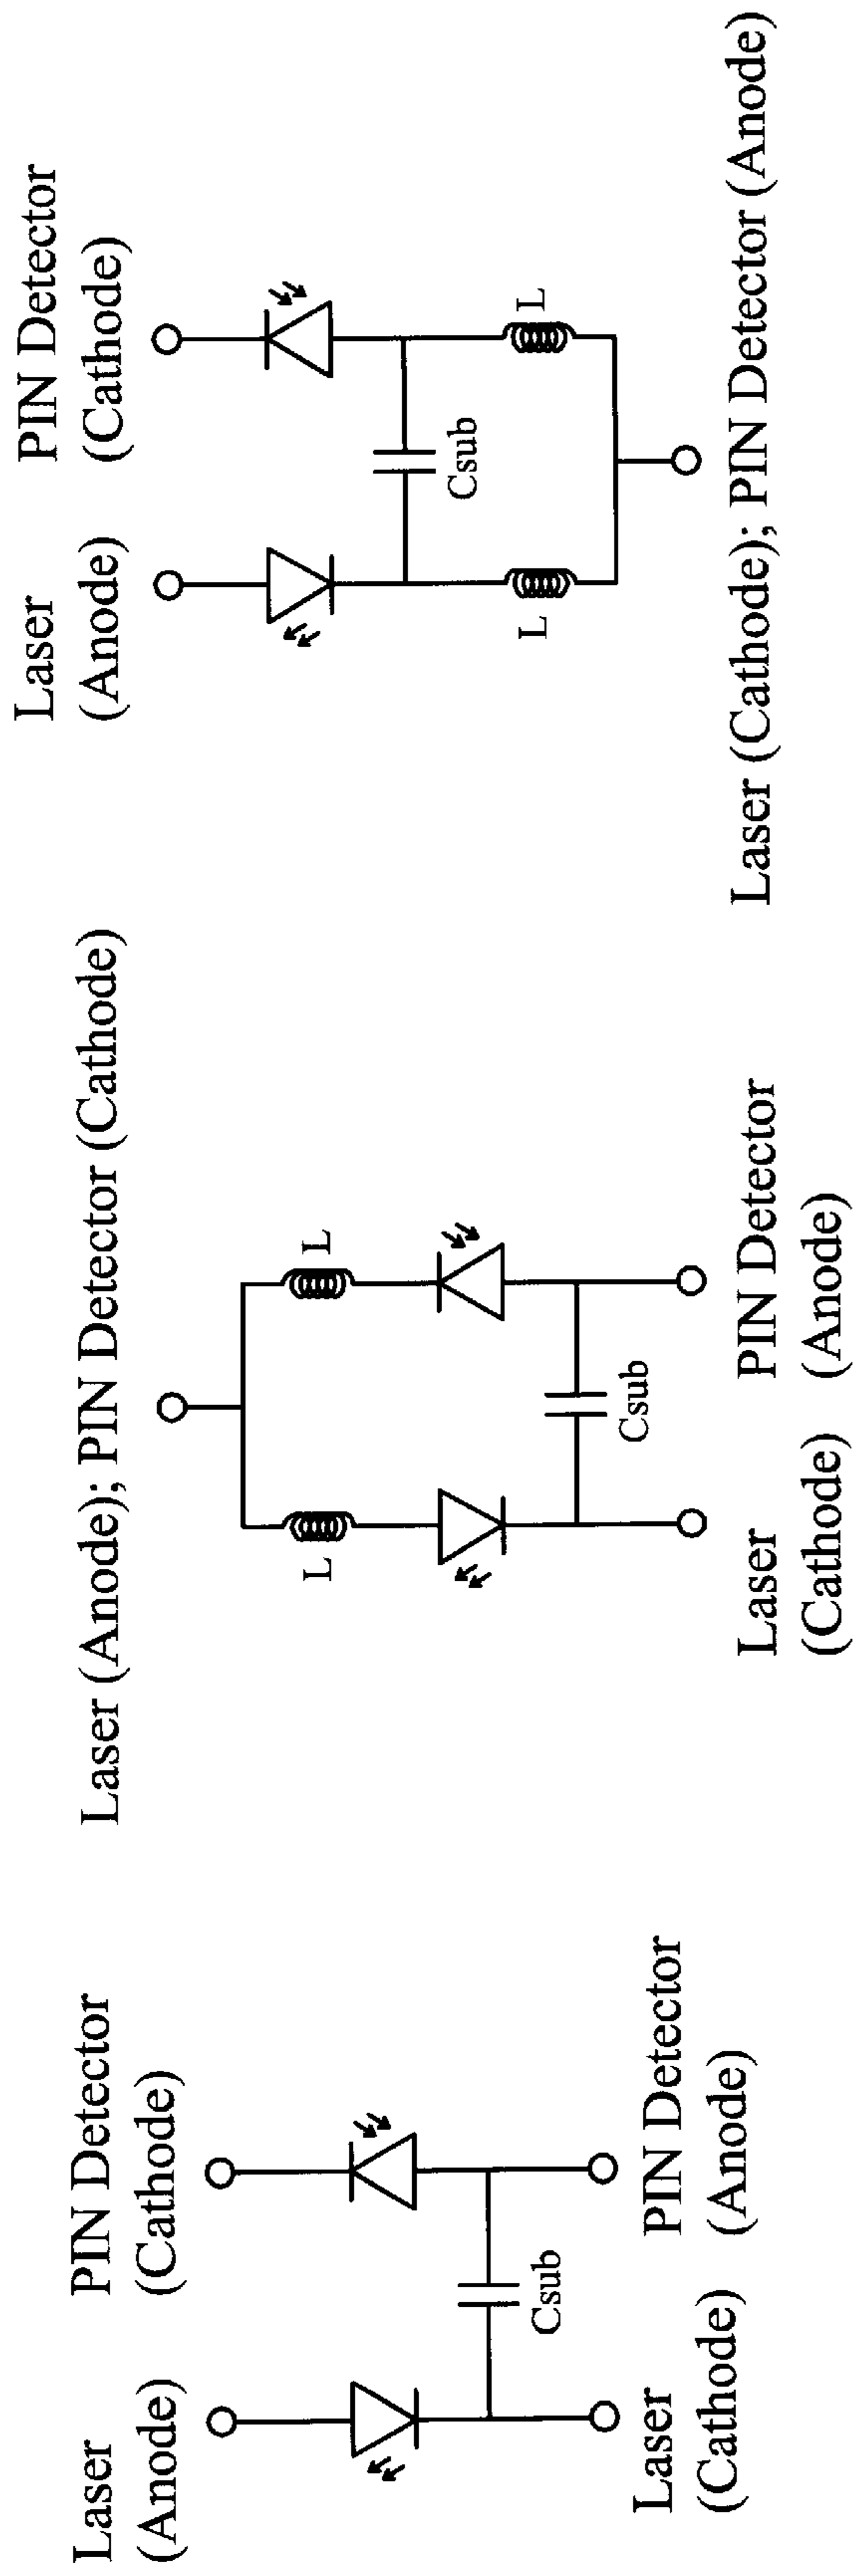 Laser
(Anode)
PIN Detector
(Cathode)
Csub
Laser
(Cathode)
PIN Detector
(Anode)
Laser (Anode); PIN Detector (Cathode)
L
L
Csub
Laser
(Cathode)
PIN Detector
(Anode)
Laser
(Anode)
PIN Detector
(Cathode)
Csub
L
L
Laser (Cathode); PIN Detector (Anode)